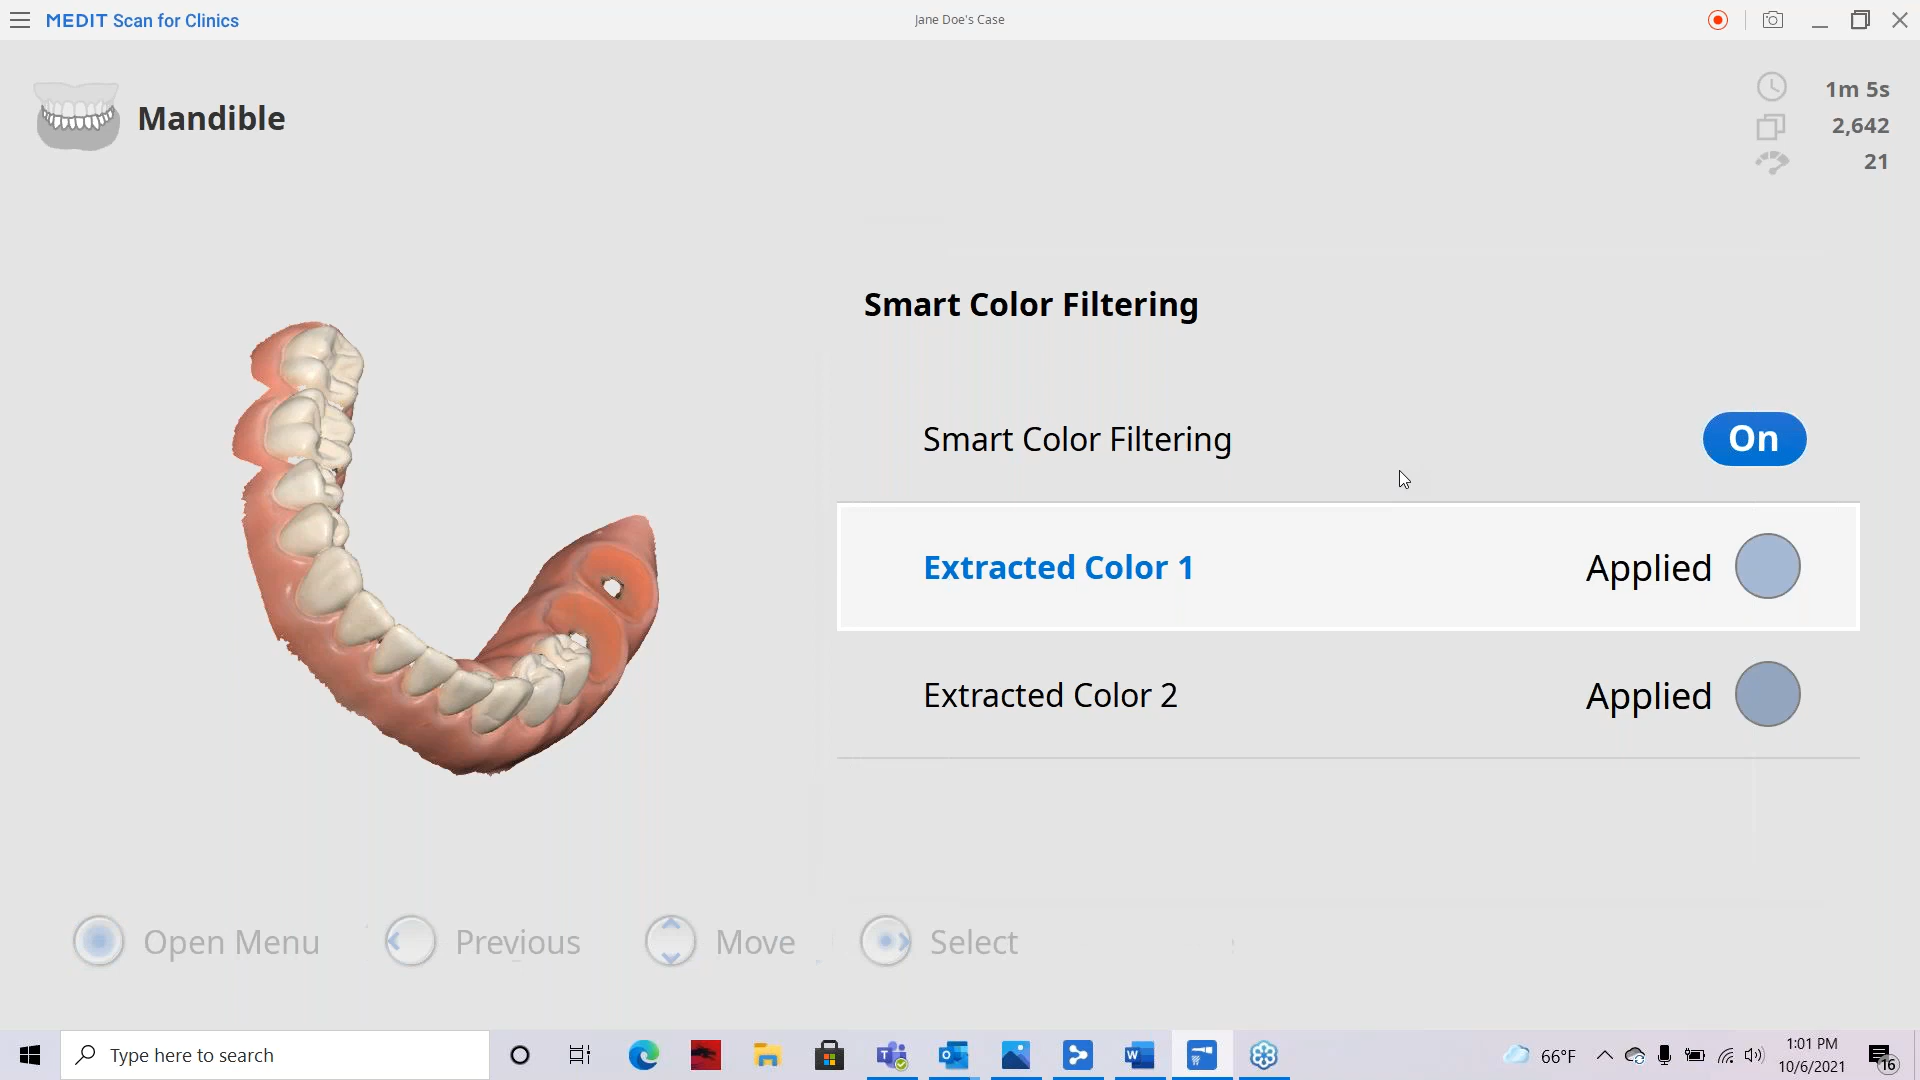 MEDIT Scan for Clinics
Jane Doe's Case
Mandible
1m 5s
2,642
21
Smart Color Filtering
Smart Color Filtering
On
Extracted Color 1
Applied
Extracted Color 2
Applied
Open Menu
Previous
Move
Select
Type here to search
66°F
1:01 PM
10/6/2021
16